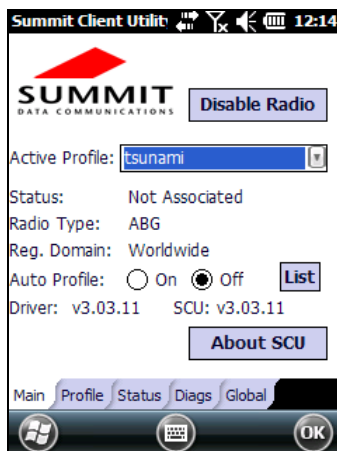 Summit Client Utilit 12:14
SUMMIT
DATA COMMUNICATIONS
Disable Radio
Active Profile: tsunami
Status: Not Associated
Radio Type: ABG
Reg. Domain: Worldwide
Auto Profile: On Off List
Driver: v3.03.11 SCU: v3.03.11
About SCU
Main Profile Status Diags Global
OK